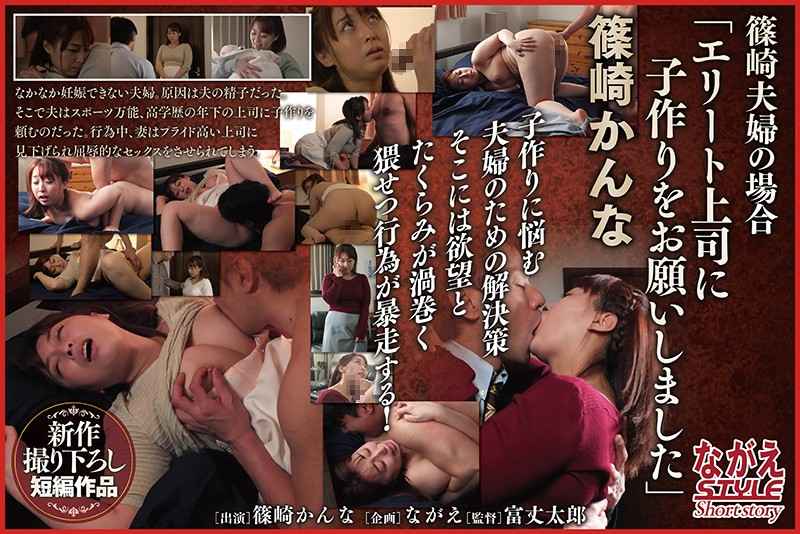 篠崎夫婦の場合
「エリート上司に
子作りをお願いしました」
篠崎かんな
子作りに悩む
夫婦のための解決策
そこには欲望と
たくらみが渦巻く
猥せつ行為が暴走する！
なかなか妊娠できない夫婦。原因は夫の精子だった。
そこで夫はスポーツ万能、高学歴の年下の上司に子作りを
頼むのだった。行為中、妻はプライド高い上司に
見下げられ屈辱的なセックスをさせられてしまう。
新作
撮り下ろし
短編作品
ながえ
STYLE
Short-story
[出演]篠崎かんな [企画]ながえ [監督]富丈太郎